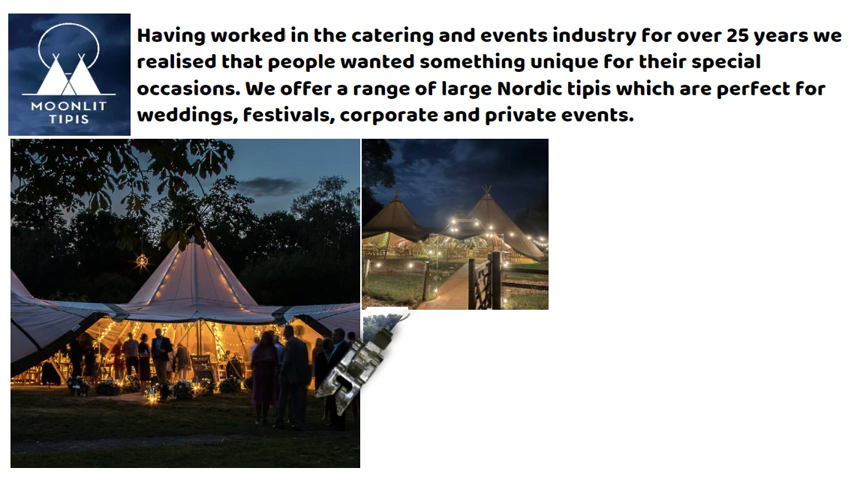 MOONLIT
TIPIS
Having worked in the catering and events industry for over 25 years we
realised that people wanted something unique for their special
occasions. We offer a range of large Nordic tipis which are perfect for
weddings, festivals, corporate and private events.